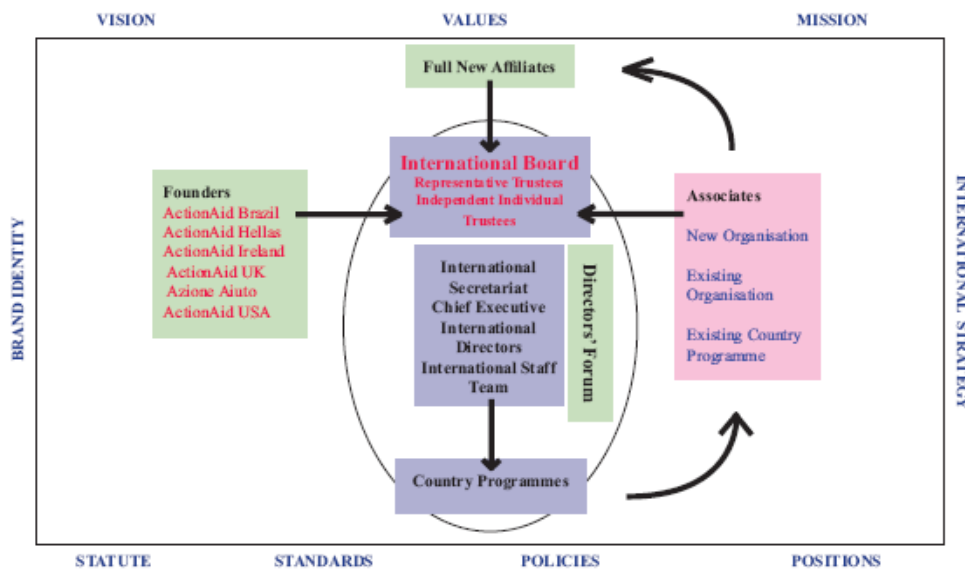 VISION
VALUES
MISSION
BRAND IDENTITY
Full New Affiliates
International Board
Representative Trustees
Independent Individual
Trustees
Founders
ActionAid Brazil
ActionAid Hellas
ActionAid Ireland
ActionAid UK
Azione Aiuto
ActionAid USA
International
Secretariat
Chief Executive
International
Directors
International Staff
Team
Directors' Forum
Associates
New Organisation
Existing
Organisation
Existing Country
Programme
INTERNATIONAL STRATEGY
Country Programmes
STATUTE
STANDARDS
POLICIES
POSITIONS